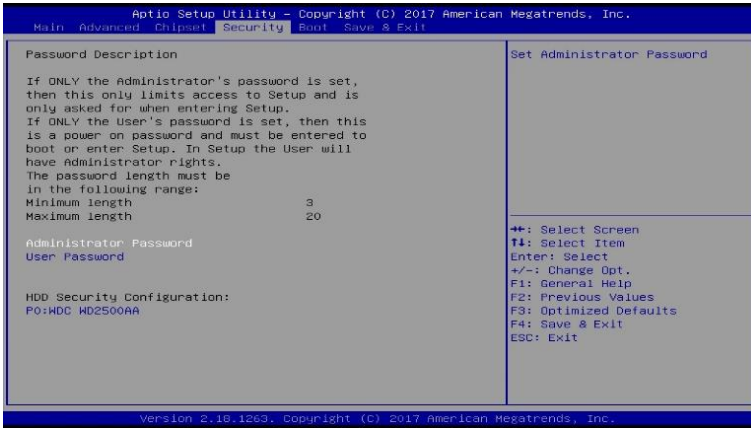 Aptio Setup Utility – Copyright (C) 2017 American Megatrends, Inc.
Main Advanced Chipset Security Boot Save & Exit
Password Description
If ONLY the Administrator's password is set,
then this only limits access to Setup and is
only asked for when entering Setup.
If ONLY the User's password is set, then this
is a power on password and must be entered to
boot or enter Setup. In Setup the User will
have Administrator rights.
The password length must be
in the following range:
Minimum length 3
Maximum length 20
Administrator Password
User Password
HDD Security Configuration:
P0:WDC WD2500AA
Set Administrator Password
→←: Select Screen
↑↓: Select Item
Enter: Select
+/-: Change Opt.
F1: General Help
F2: Previous Values
F3: Optimized Defaults
F4: Save & Exit
ESC: Exit
Version 2.18.1263. Copyright (C) 2017 American Megatrends, Inc.